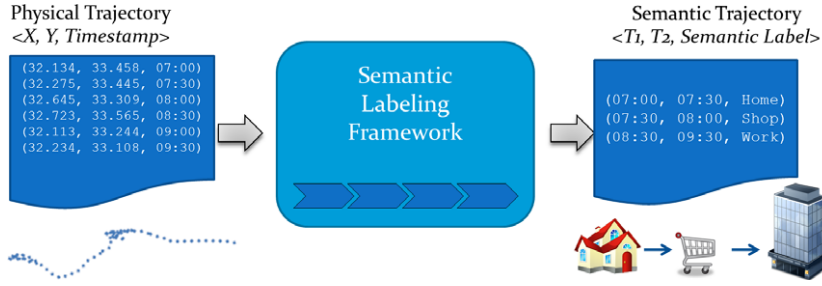 Physical Trajectory
<X, Y, Timestamp>
(32.134, 33.458, 07:00)
(32.275, 33.445, 07:30)
(32.645, 33.309, 08:00)
(32.723, 33.565, 08:30)
(32.113, 33.244, 09:00)
(32.234, 33.108, 09:30)
Semantic
Labeling
Framework
Semantic Trajectory
<T1, T2, Semantic Label>
(07:00, 07:30, Home)
(07:30, 08:00, Shop)
(08:30, 09:30, Work)